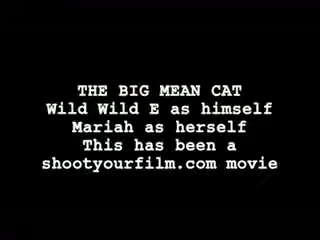 THE BIG MEAN CAT
Wild Wild E as himself
Mariah as herself
This has been a
shootyourfilm.com movie